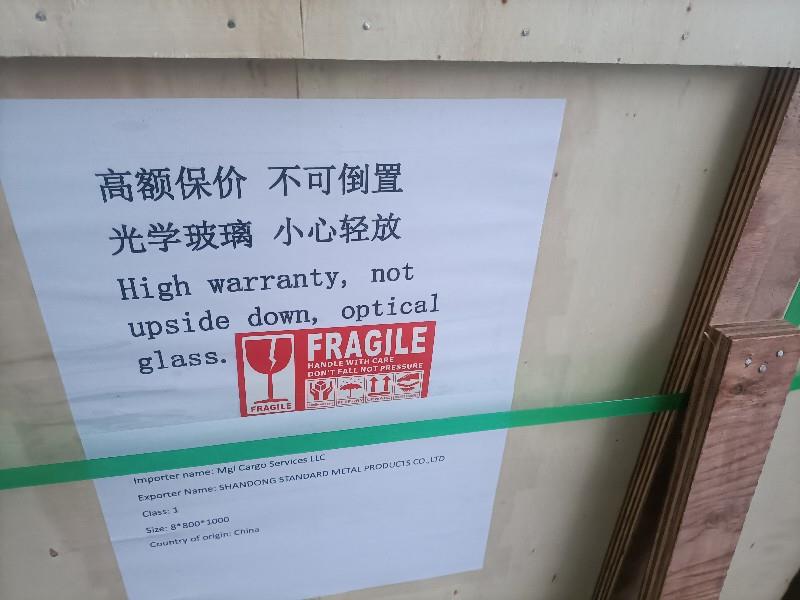 高额保价 不可倒置
光学玻璃 小心轻放
High warranty, not
upside down, optical
glass.
FRAGILE
FRAGILE
HANDLE WITH CARE
DON'T FALL NOT PRESSURE
Importer name: Mgl Cargo Services LLC
Exporter Name: SHANDONG STANDARD METAL PRODUCTS CO.,LTD
Class: 1
Size: 8*800*1000
Country of origin: China